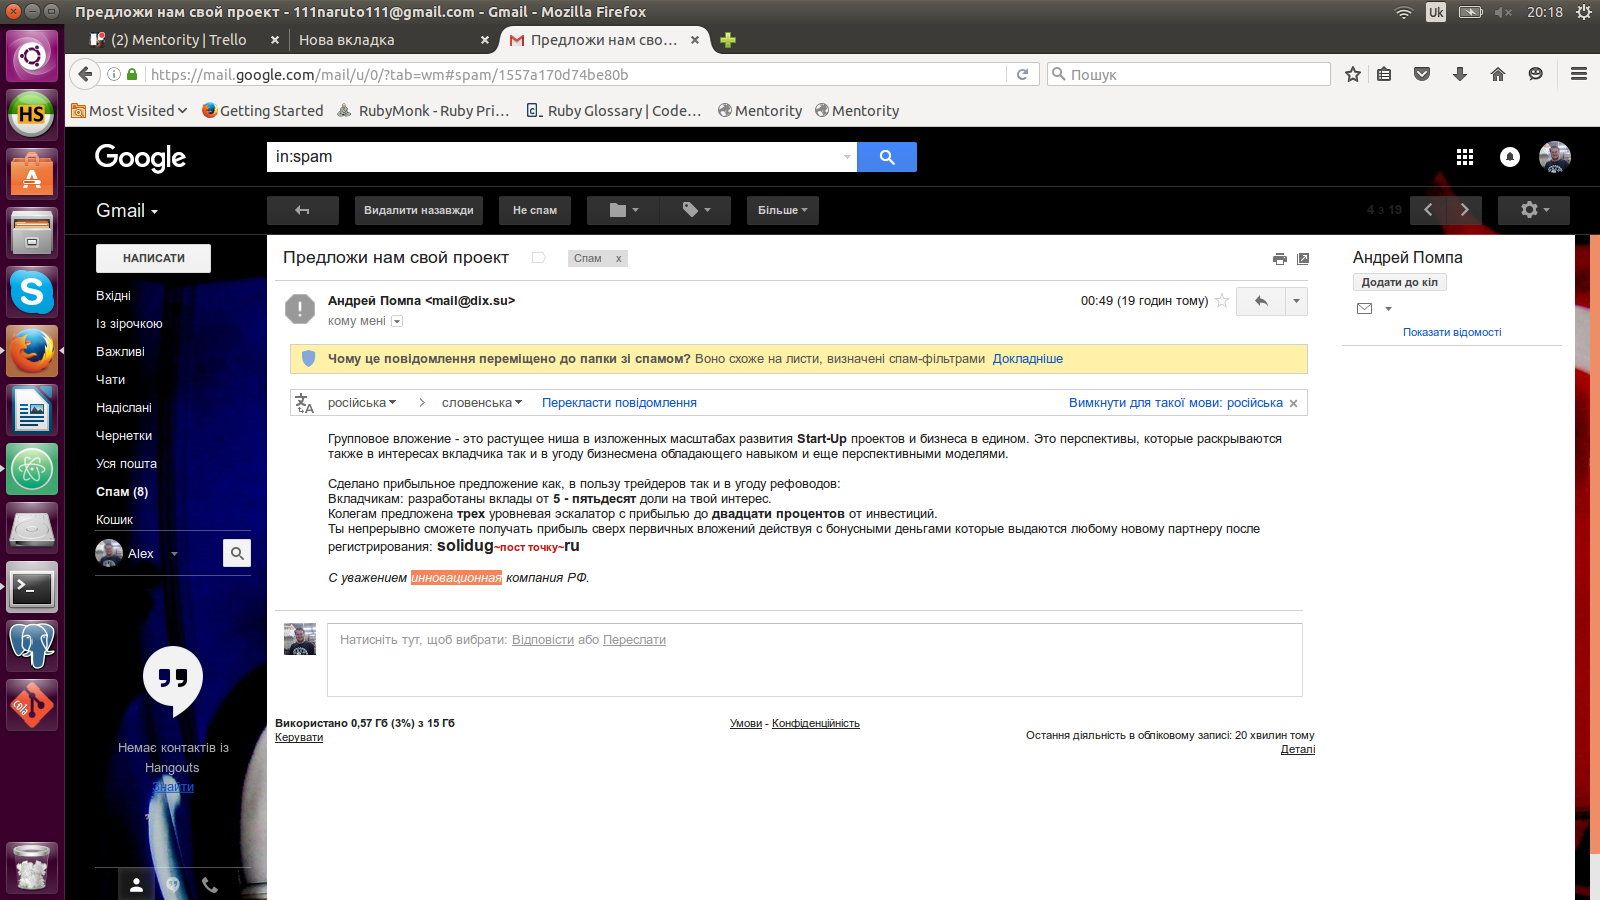 Предложи нам свой проект - 111naruto111@gmail.com - Gmail - Mozilla Firefox
Uk
20:18
(2) Mentority | Trello
Нова вкладка
Предложи нам сво...
https://mail.google.com/mail/u/0/?tab=wm#spam/1557a170d74be80b
Пошук
Most Visited
Getting Started
RubyMonk - Ruby Pri...
Ruby Glossary | Code...
Mentority
Mentority
Google
in:spam
Gmail
Видалити назавжди
Не спам
Більше
4 з 19
НАПИСАТИ
Вхідні
Із зірочкою
Важливі
Чати
Надіслані
Чернетки
Уся пошта
Спам (8)
Кошик
Alex
Немає контактів із
Hangouts
Знайти
Предложи нам свой проект
Спам x
Андрей Помпа <mail@dix.su>
кому мені
00:49 (19 годин тому)
Чому це повідомлення переміщено до папки зі спамом? Воно схоже на листи, визначені спам-фільтрами Докладніше
російська > словенська Перекласти повідомлення
Вимкнути для такої мови: російська
Групповое вложение - это растущее ниша в изложенных масштабах развития Start-Up проектов и бизнеса в едином. Это перспективы, которые раскрываются
также в интересах вкладчика так и в угоду бизнесмена обладающего навыком и еще перспективными моделями.
Сделано прибыльное предложение как, в пользу трейдеров так и в угоду рефоводов:
Вкладчикам: разработаны вклады от 5 - пятьдесят доли на твой интерес.
Колегам предложена трех уровневая эскалатор с прибылью до двадцати процентов от инвестиций.
Ты непрерывно сможете получать прибыль сверх первичных вложений действуя с бонусными деньгами которые выдаются любому новому партнеру после
регистрирования: solidug~пост точку~ru
С уважением инновационная компания РФ.
Натисніть тут, щоб вибрати: Відповісти або Переслати
Використано 0,57 Гб (3%) з 15 Гб
Керувати
Умови - Конфіденційність
Остання діяльність в обліковому записі: 20 хвилин тому
Деталі
Андрей Помпа
Додати до кіл
Показати відомості
HS
cola